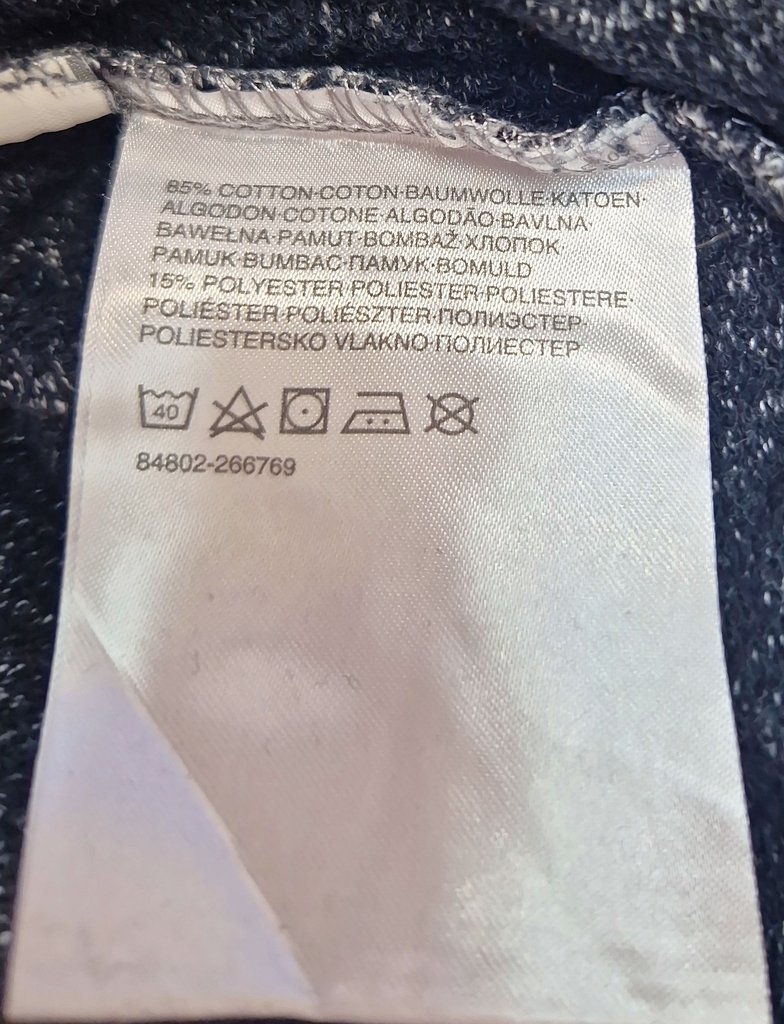 85% COTTON·COTON·BAUMWOLLE·KATOEN·
ALGODON·COTONE·ALGODÃO·BAVLNA·
BAWEŁNA·PAMUT·BOMBAŽ·ХЛОПОК
PAMUK·BUMBAC·ПАМУК·BOMULD
15% POLYESTER·POLIESTER·POLIESTERE·
POLIÉSTER·POLIÉSZTER·ПОЛИЭСТЕР·
POLIESTERSKO VLAKNO·ПОЛИЕСТЕР
40
84802-266769